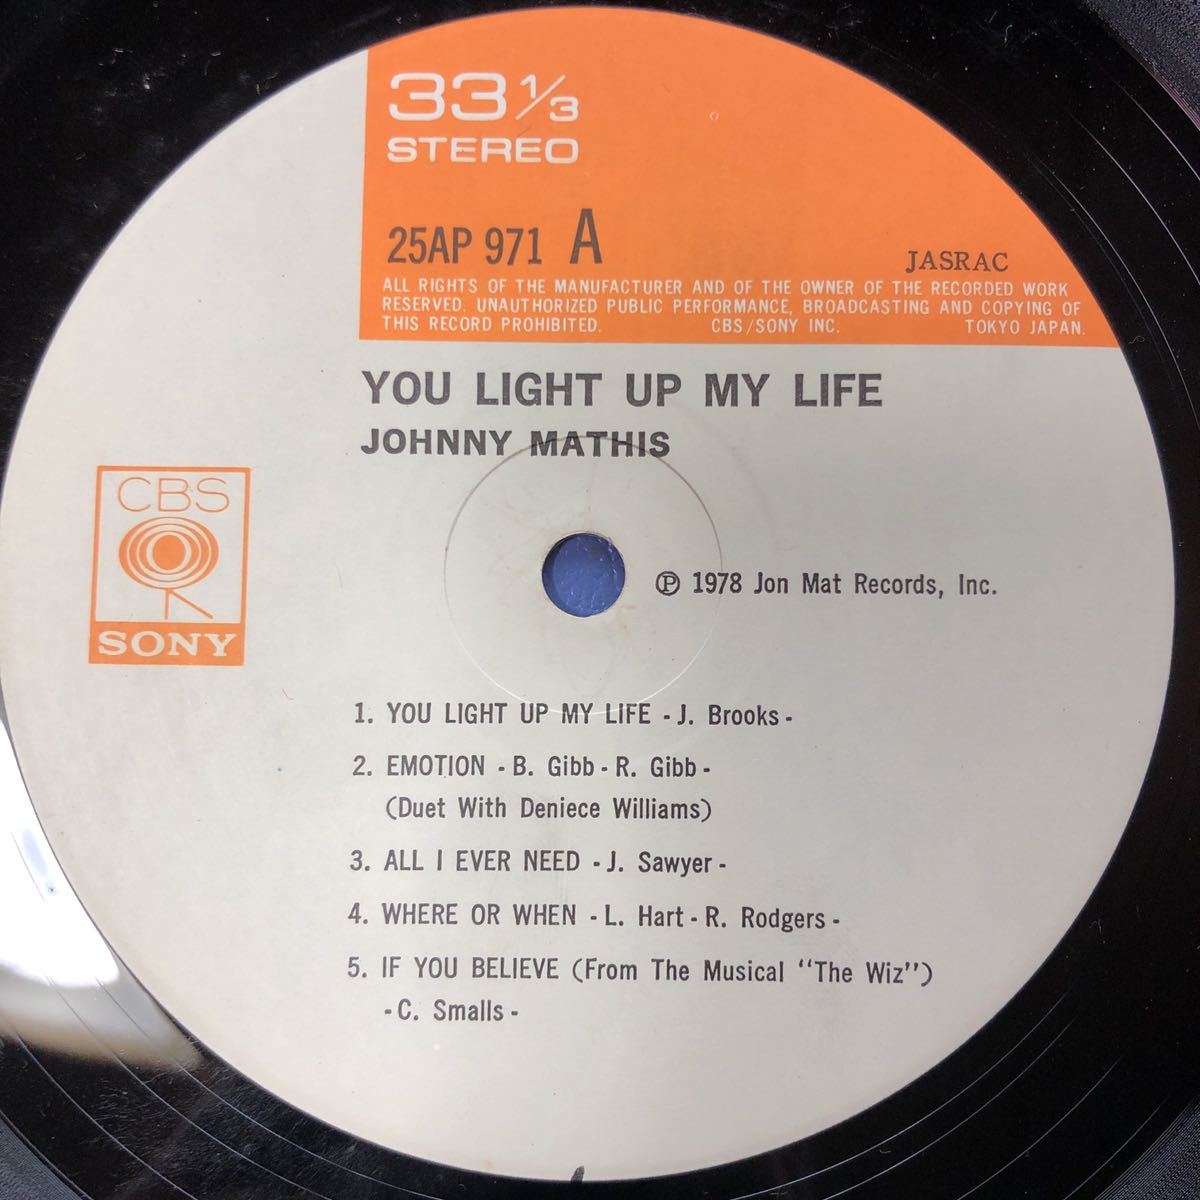 33 1/3
STEREO
25AP 971 A
JASRAC
ALL RIGHTS OF THE MANUFACTURER AND OF THE OWNER OF THE RECORDED WORK
RESERVED. UNAUTHORIZED PUBLIC PERFORMANCE, BROADCASTING AND COPYING OF
THIS RECORD PROHIBITED. CBS/SONY INC. TOKYO JAPAN.
YOU LIGHT UP MY LIFE
JOHNNY MATHIS
CBS
SONY
Ⓟ 1978 Jon Mat Records, Inc.
1. YOU LIGHT UP MY LIFE - J. Brooks -
2. EMOTION - B. Gibb - R. Gibb -
(Duet With Deniece Williams)
3. ALL I EVER NEED - J. Sawyer -
4. WHERE OR WHEN - L. Hart - R. Rodgers -
5. IF YOU BELIEVE (From The Musical "The Wiz")
- C. Smalls -